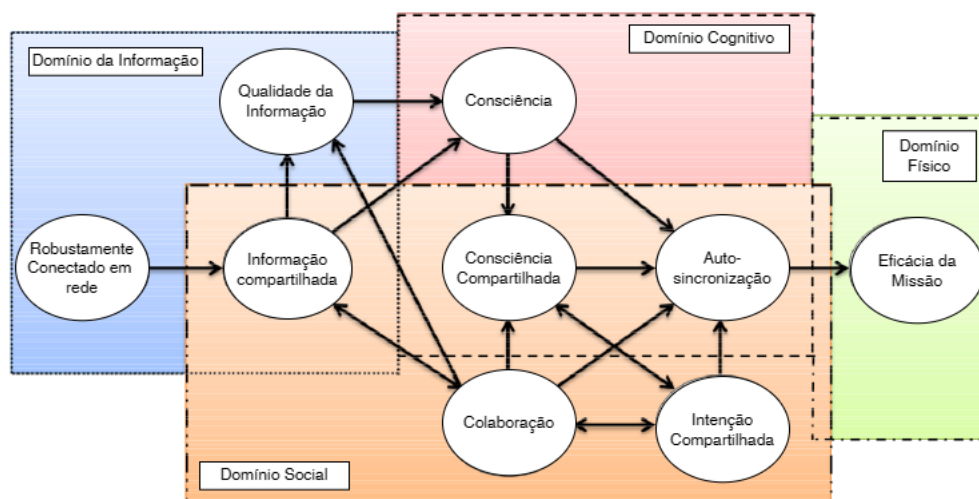 Domínio da Informação
Domínio Cognitivo
Qualidade da
Informação
Consciência
Domínio
Físico
Robustamente
Conectado em
rede
Informação
compartilhada
Consciência
Compartilhada
Auto-
sincronização
Eficácia da
Missão
Colaboração
Intenção
Compartilhada
Domínio Social